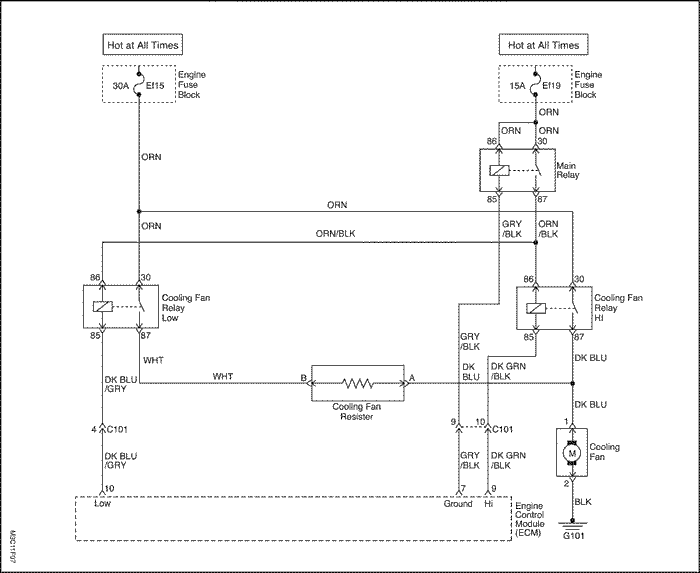 Hot at All Times
Hot at All Times
30A Ef15
Engine
Fuse
Block
15A Ef19
Engine
Fuse
Block
ORN
ORN
ORN
86
30
ORN
Main
Relay
85
87
ORN
ORN
GRY
/BLK
ORN
/BLK
ORN/BLK
86
30
86
30
Cooling Fan
Relay
Low
Cooling Fan
Relay
HI
85
87
85
87
WHT
GRY
/BLK
DK BLU
WHT
B
A
DK
BLU
DK GRN
/BLK
DK BLU
/GRY
Cooling Fan
Resister
DK BLU
4
C101
9
10
C101
1
Cooling
Fan
M
DK BLU
/GRY
GRY
/BLK
DK GRN
/BLK
2
10
7
9
BLK
Low
Ground
Hi
Engine
Control
Module
(ECM)
G101